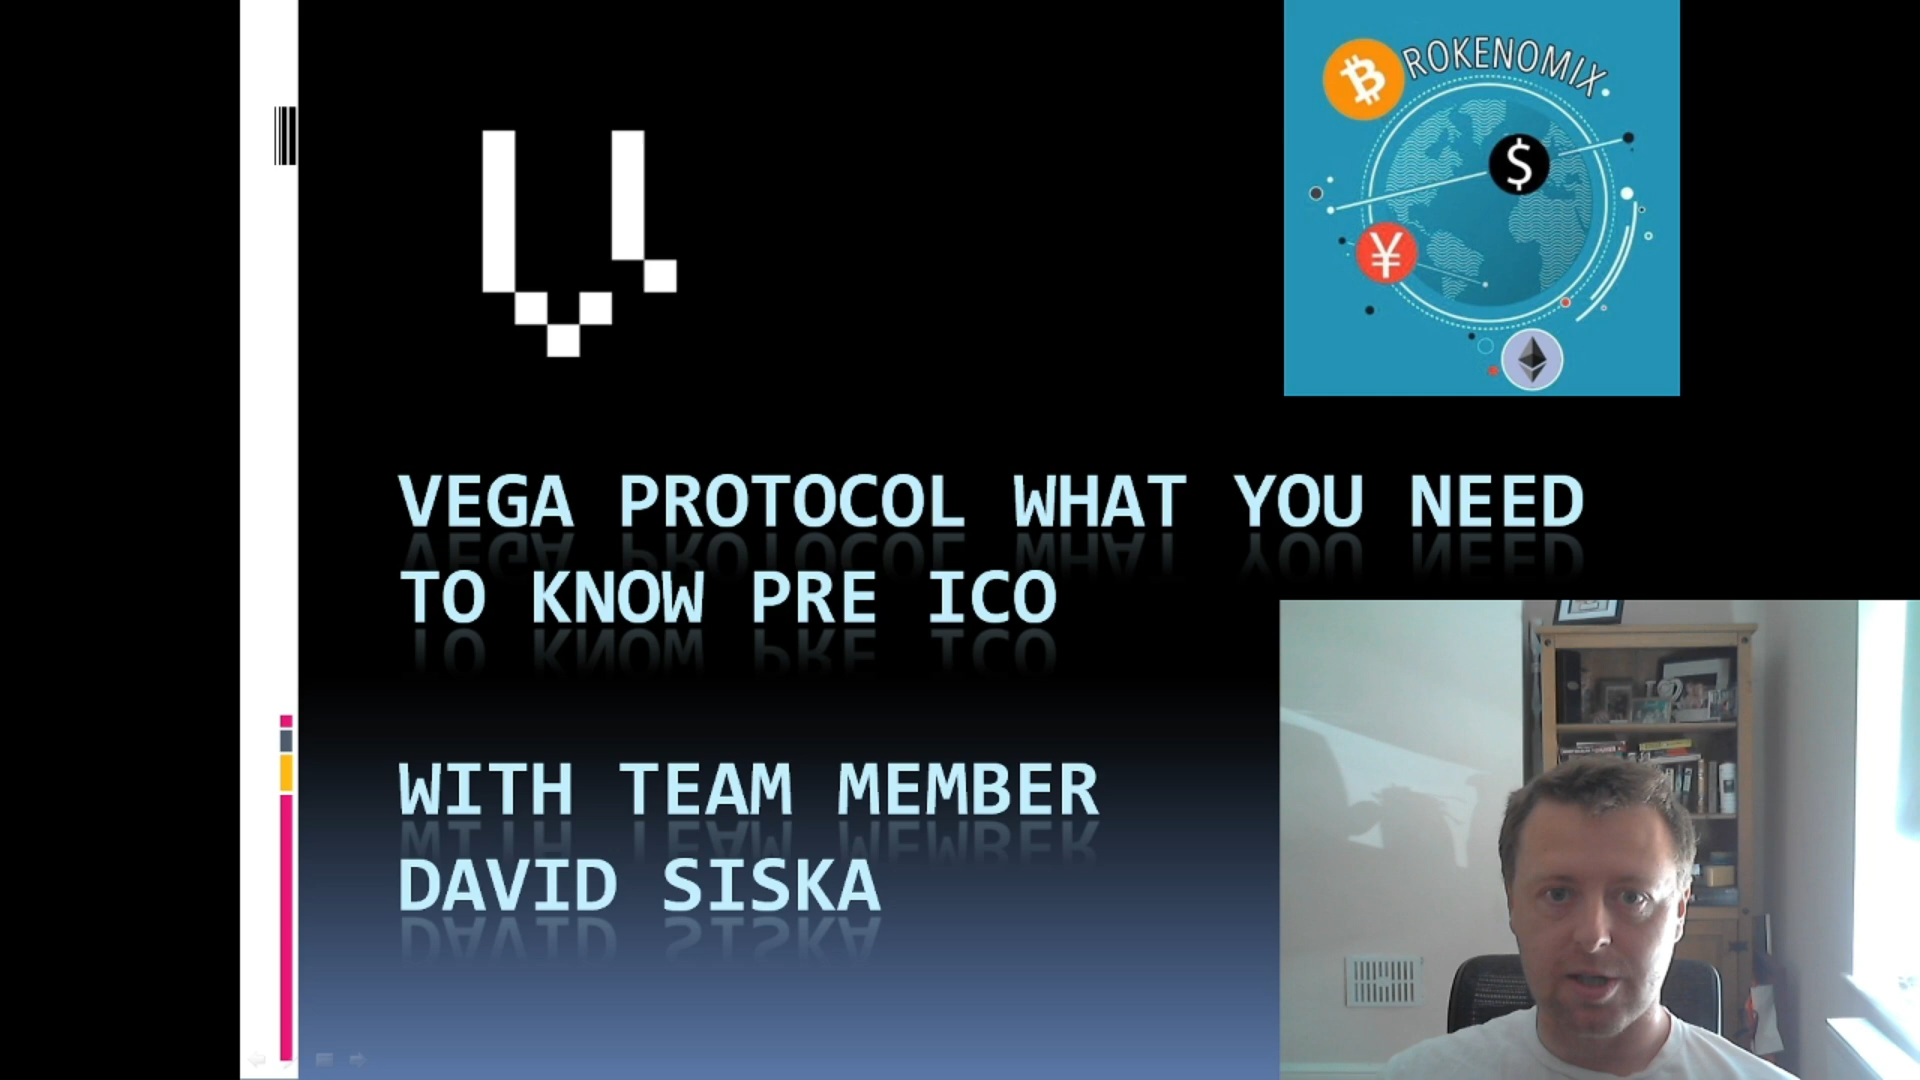 ROKENOMIX
VEGA PROTOCOL WHAT YOU NEED
TO KNOW PRE ICO
WITH TEAM MEMBER
DAVID SISKA